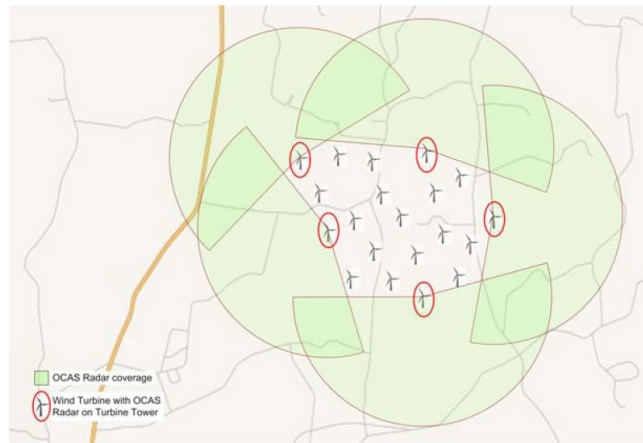 OCAS Radar coverage
Wind Turbine with OCAS
Radar on Turbine Tower